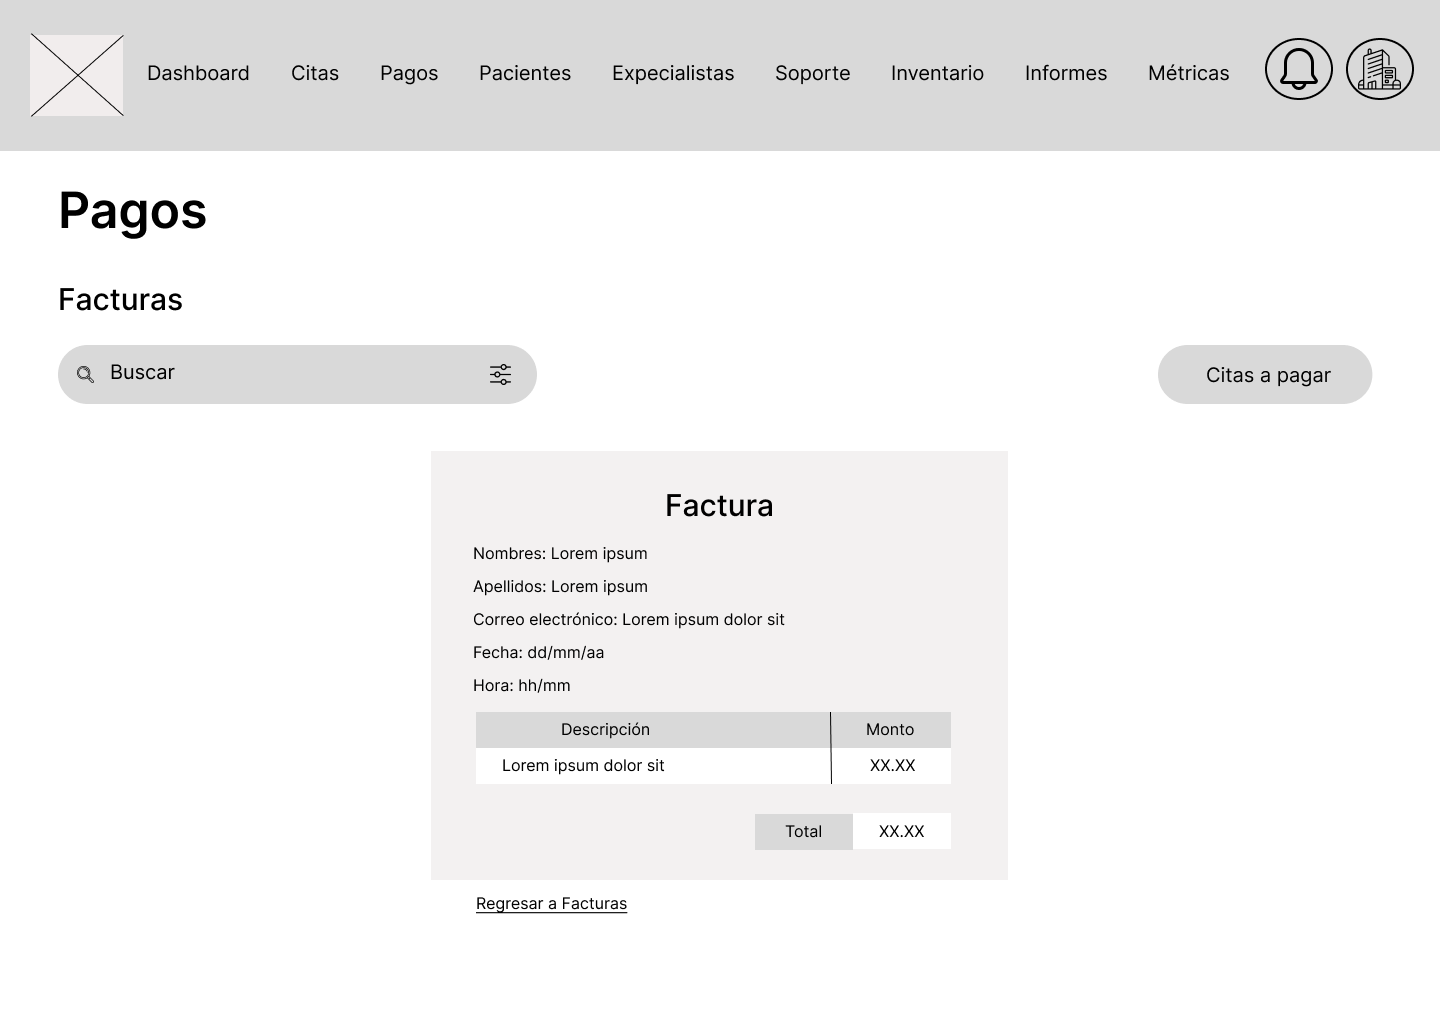 Dashboard Citas Pagos Pacientes Expecialistas Soporte Inventario Informes Métricas
Pagos
Facturas
Buscar
Citas a pagar
Factura
Nombres: Lorem ipsum
Apellidos: Lorem ipsum
Correo electrónico: Lorem ipsum dolor sit
Fecha: dd/mm/aa
Hora: hh/mm
Descripción Monto
Lorem ipsum dolor sit XX.XX
Total XX.XX
Regresar a Facturas